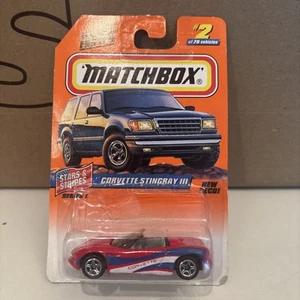 #2
of 75 vehicles
MATCHBOX®
STARS & STRIPES
CORVETTE STINGRAY III
NEW
DECO!
CORVETTE